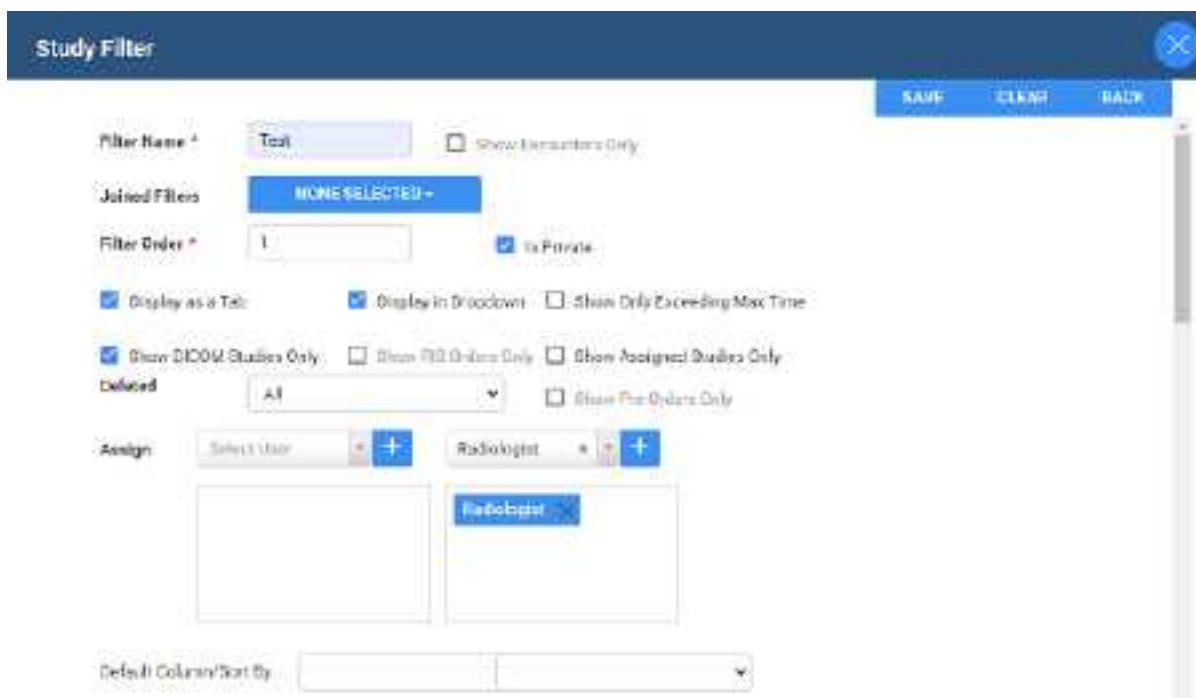 Study Filter
SAVE CLEAR BACK
Filter Name * Test Show Encounters Only
Joined Filters NONE SELECTED
Filter Order * 1 Is Private
Display as a Tab Display in Dropdown Show Only Exceeding Max Time
Show DICOM Studies Only Show RIS Orders Only Show Assigned Studies Only
Deleted All Show Pre-Orders Only
Assign Select User + Radiologist × +
Radiologist ×
Default Column/Sort By